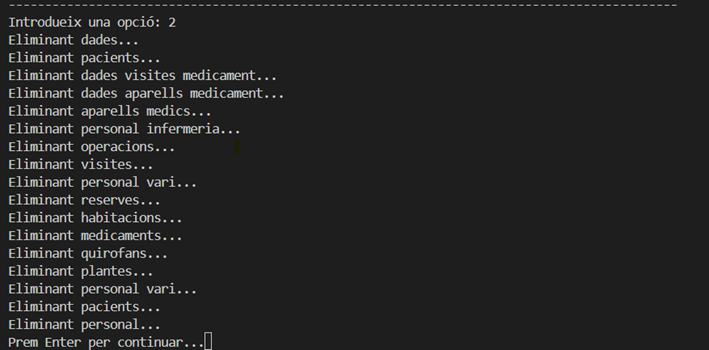 --------------------------------------------------------------------------------
Introdueix una opció: 2
Eliminant dades...
Eliminant pacients...
Eliminant dades visites medicament...
Eliminant dades aparells medicament...
Eliminant aparells medics...
Eliminant personal infermeria...
Eliminant operacions...
Eliminant visites...
Eliminant personal vari...
Eliminant reserves...
Eliminant habitacions...
Eliminant medicaments...
Eliminant quirofans...
Eliminant plantes...
Eliminant personal vari...
Eliminant pacients...
Eliminant personal...
Prem Enter per continuar...